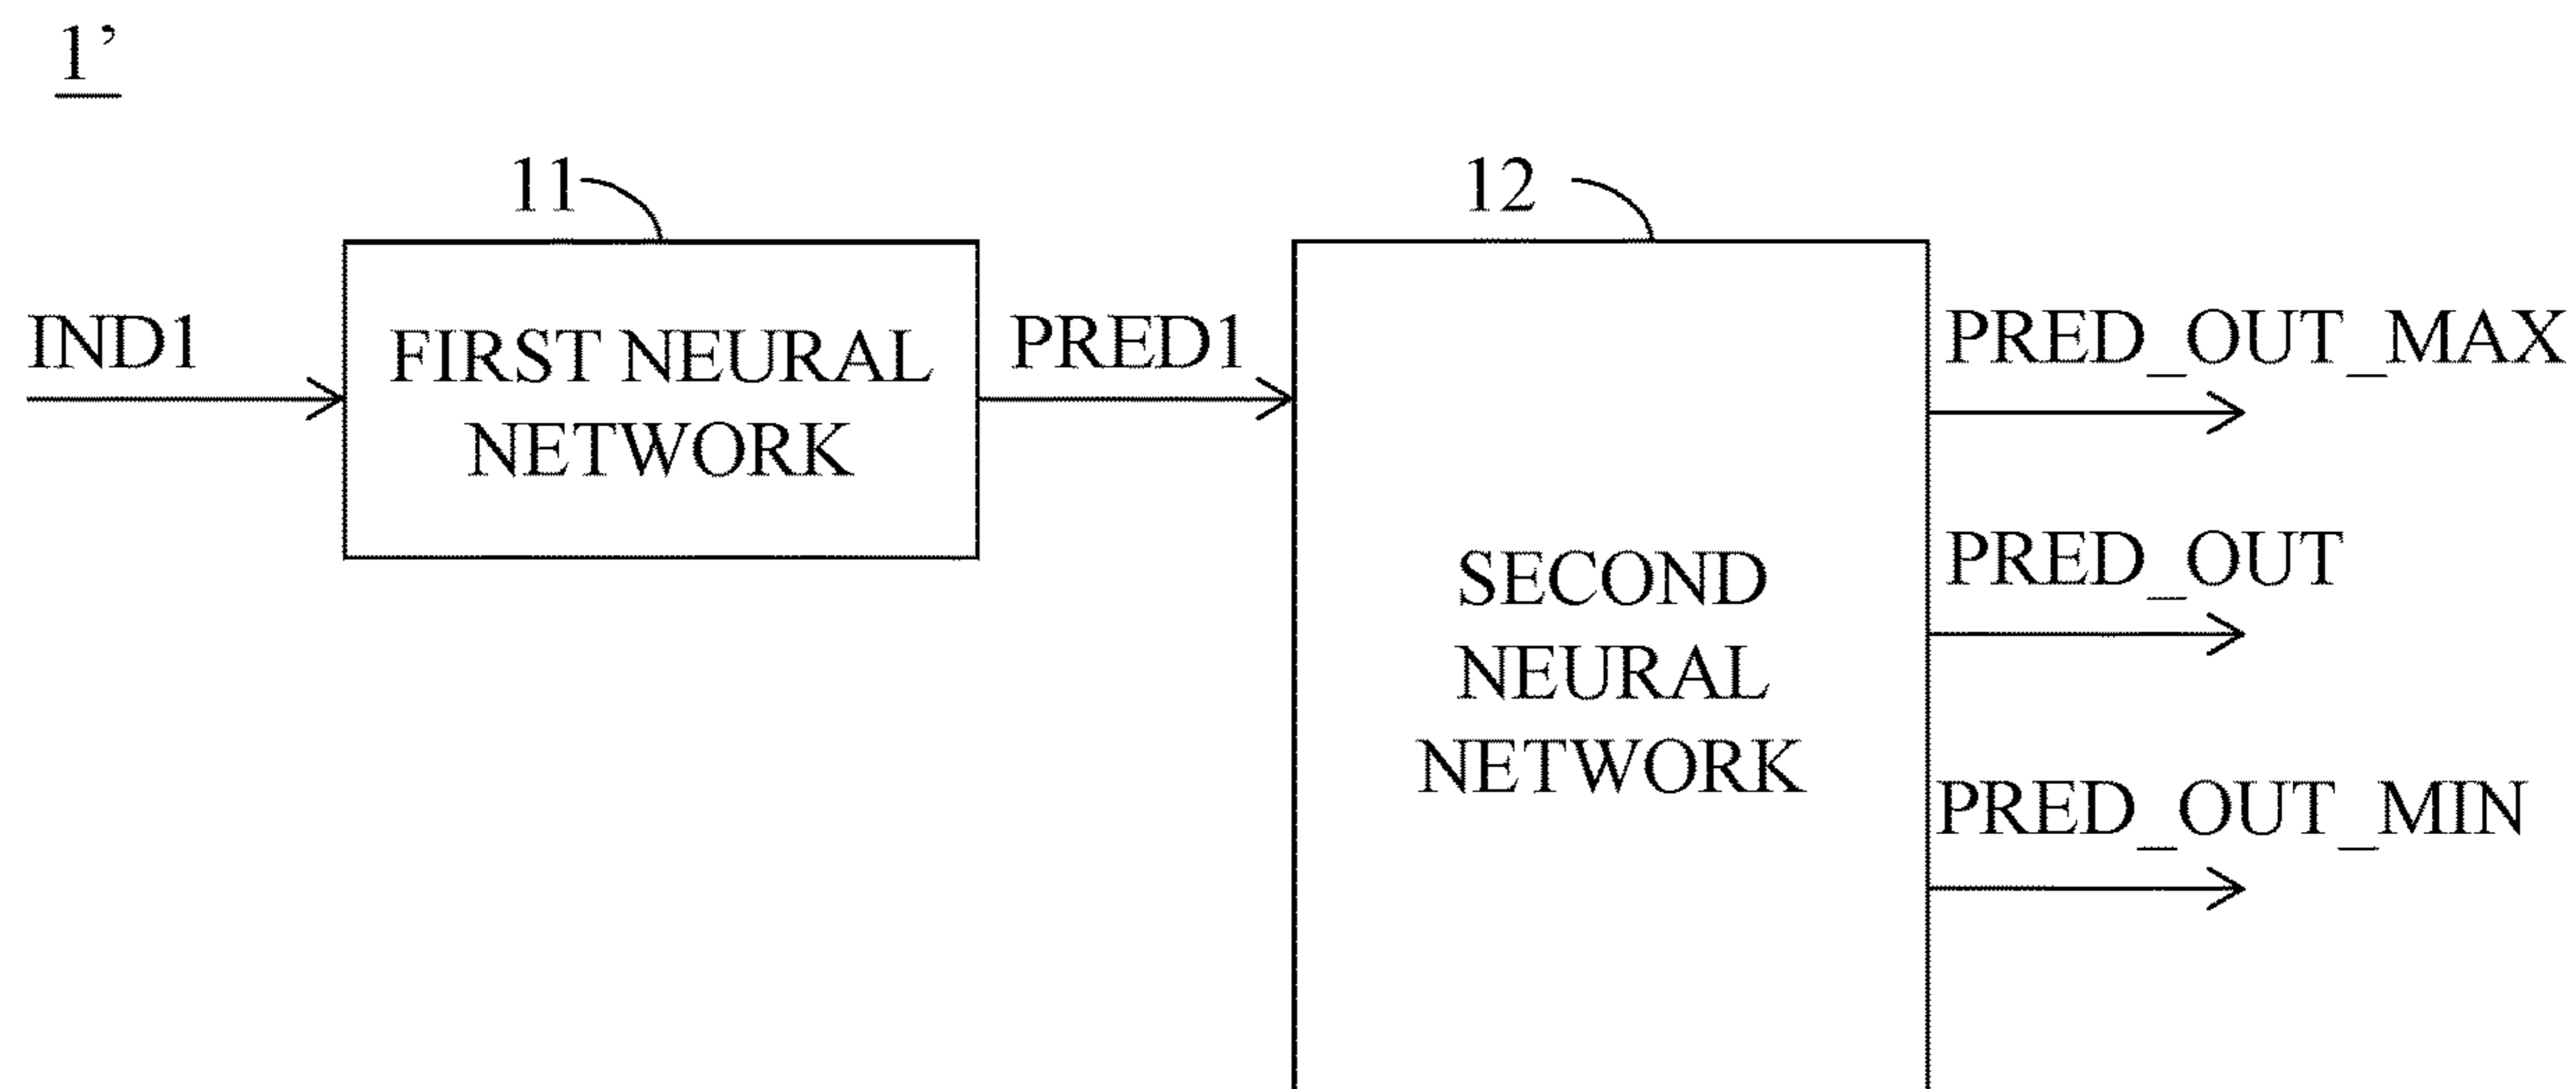 1’
11
12
IND1
FIRST NEURAL
NETWORK
PRED1
SECOND
NEURAL
NETWORK
PRED_OUT_MAX
PRED_OUT
PRED_OUT_MIN